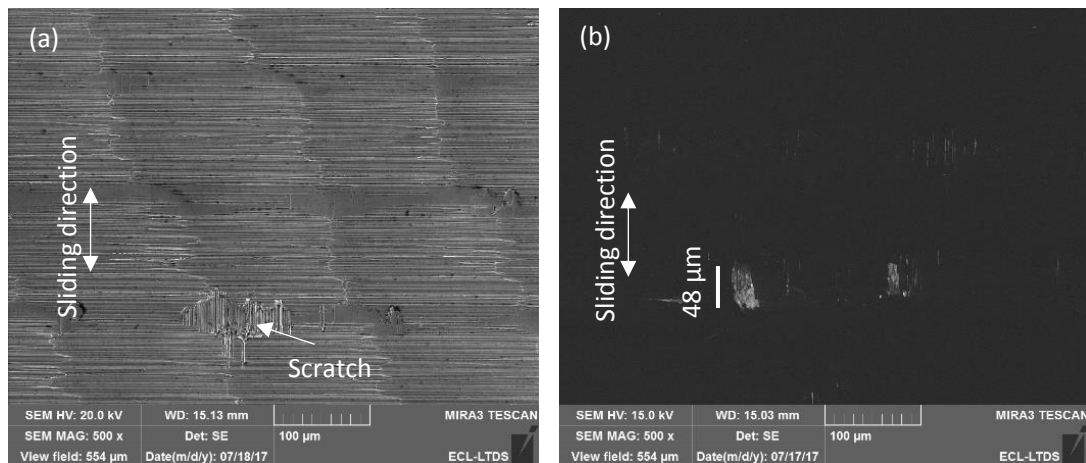 (a)
Sliding direction
Scratch
SEM HV: 20.0 kV
WD: 15.13 mm
MIRA3 TESCAN
SEM MAG: 500 x
Det: SE
100 µm
View field: 554 µm
Date(m/d/y): 07/18/17
ECL-LTDS
(b)
Sliding direction
48 µm
SEM HV: 15.0 kV
WD: 15.03 mm
MIRA3 TESCAN
SEM MAG: 500 x
Det: SE
100 µm
View field: 554 µm
Date(m/d/y): 07/17/17
ECL-LTDS